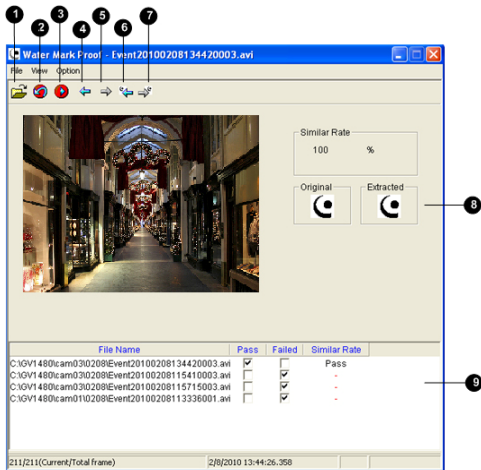 1 2 3 4 5 6 7
Water Mark Proof - Event20100208134420003.avi
File View Option
Similar Rate
100 %
Original Extracted
8
File Name Pass Failed Similar Rate
C:\GV1480\cam03\0208\Event20100208134420003.avi Pass
C:\GV1480\cam03\0208\Event20100208115410003.avi -
C:\GV1480\cam03\0208\Event20100208115715003.avi -
C:\GV1480\cam01\0208\Event20100208113336001.avi -
9
211/211(Current/Total frame) 2/8/2010 13:44:26.358